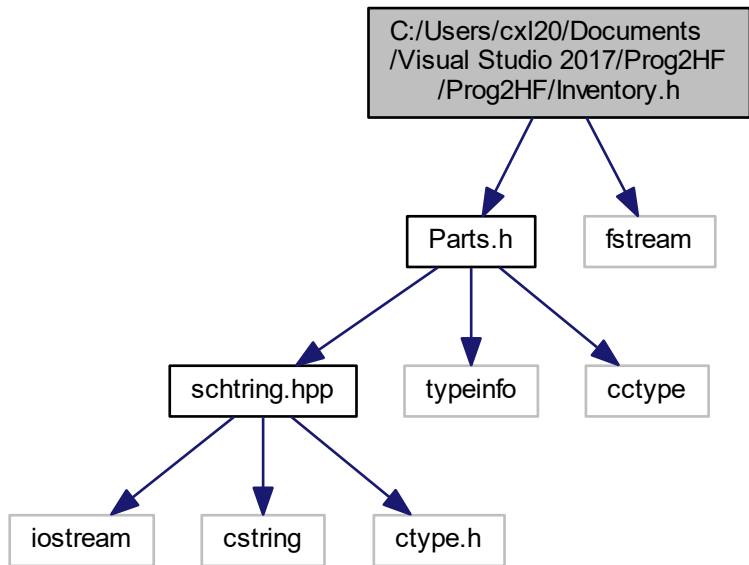 C:/Users/cxl20/Documents
/Visual Studio 2017/Prog2HF
/Prog2HF/Inventory.h
Parts.h
fstream
schtring.hpp
typeinfo
cctype
iostream
cstring
ctype.h